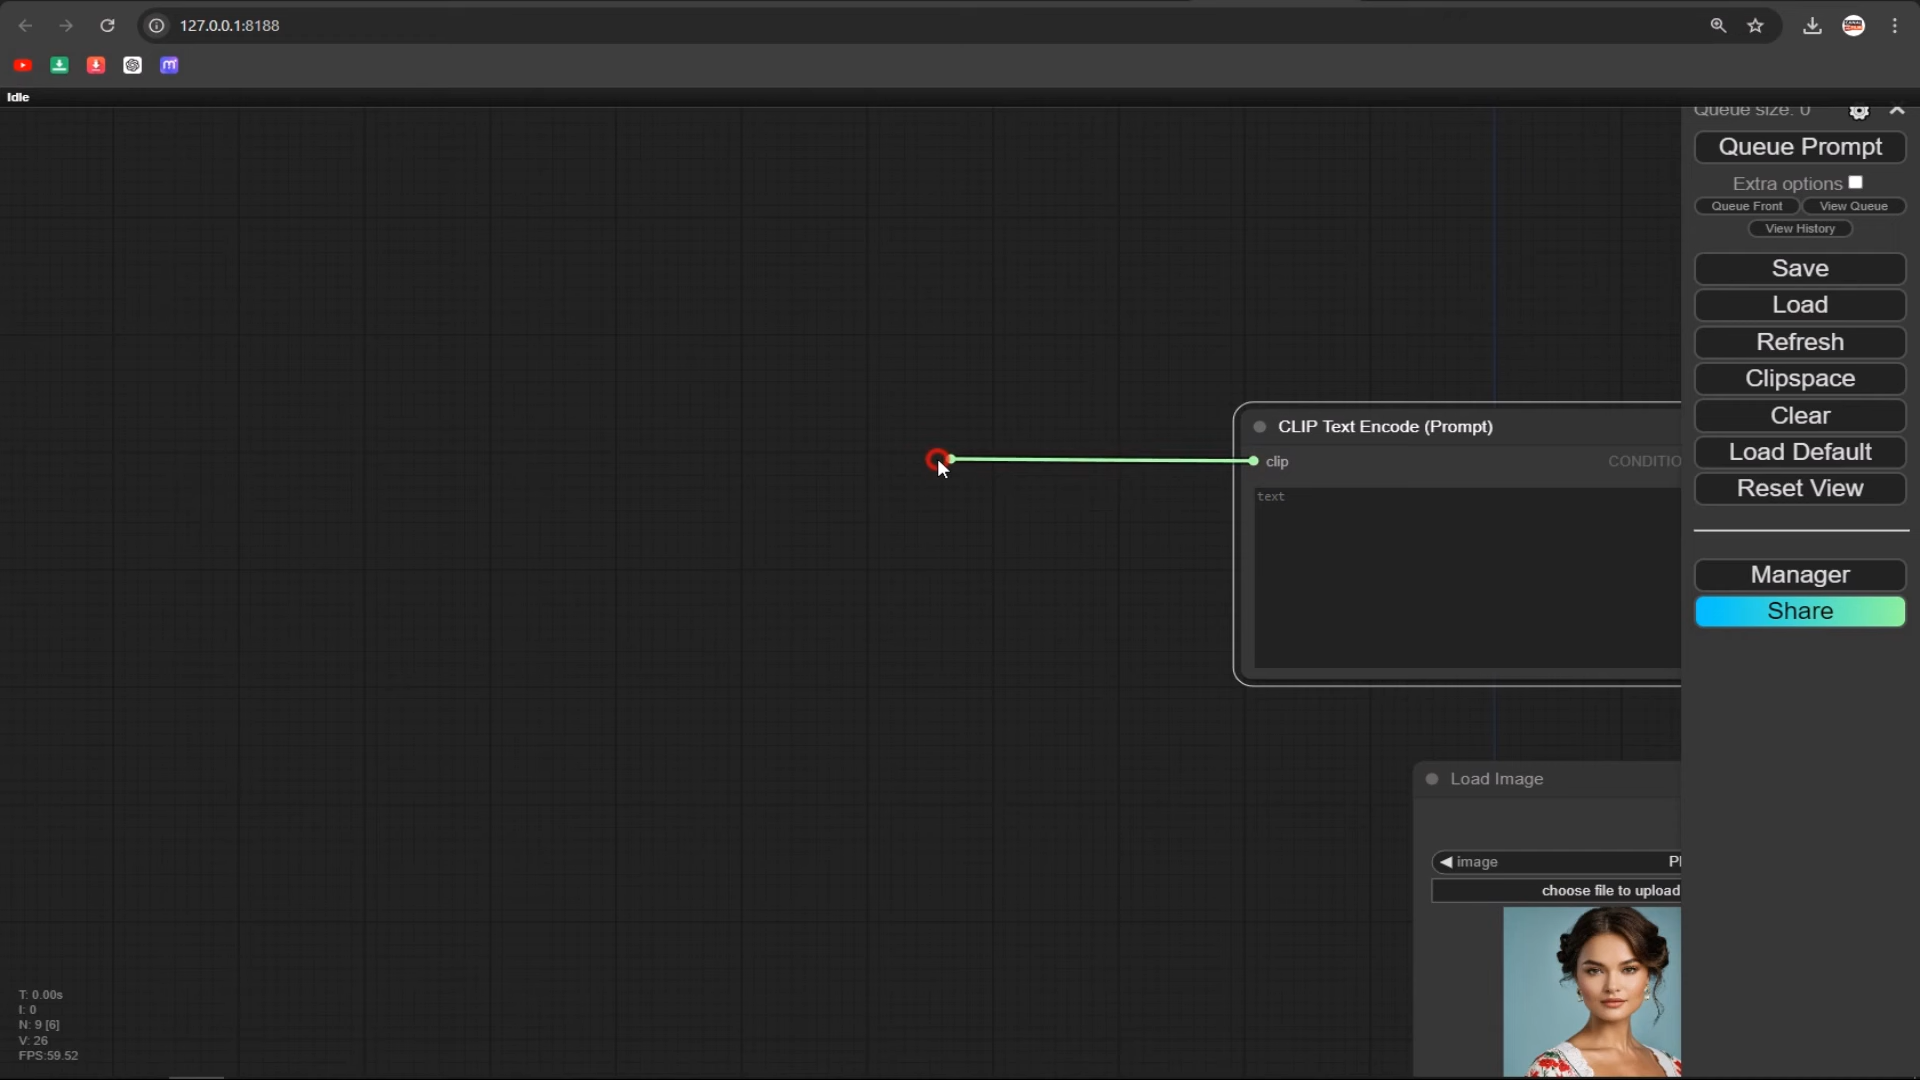 127.0.0.1:8188
Idle
Queue size: 0
Queue Prompt
Extra options
Queue Front
View Queue
View History
Save
Load
Refresh
Clipspace
Clear
Load Default
Reset View
Manager
Share
CLIP Text Encode (Prompt)
clip
CONDITIO
text
Load Image
image
choose file to upload
T: 0.00s
I: 0
N: 9 [6]
V: 26
FPS:59.52